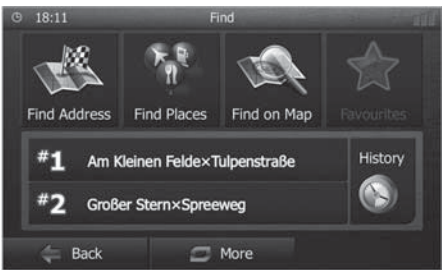 18:11 Find
Find Address Find Places Find on Map Favourites
#1 Am Kleinen Felde×Tulpenstraße History
#2 Großer Stern×Spreeweg
Back More